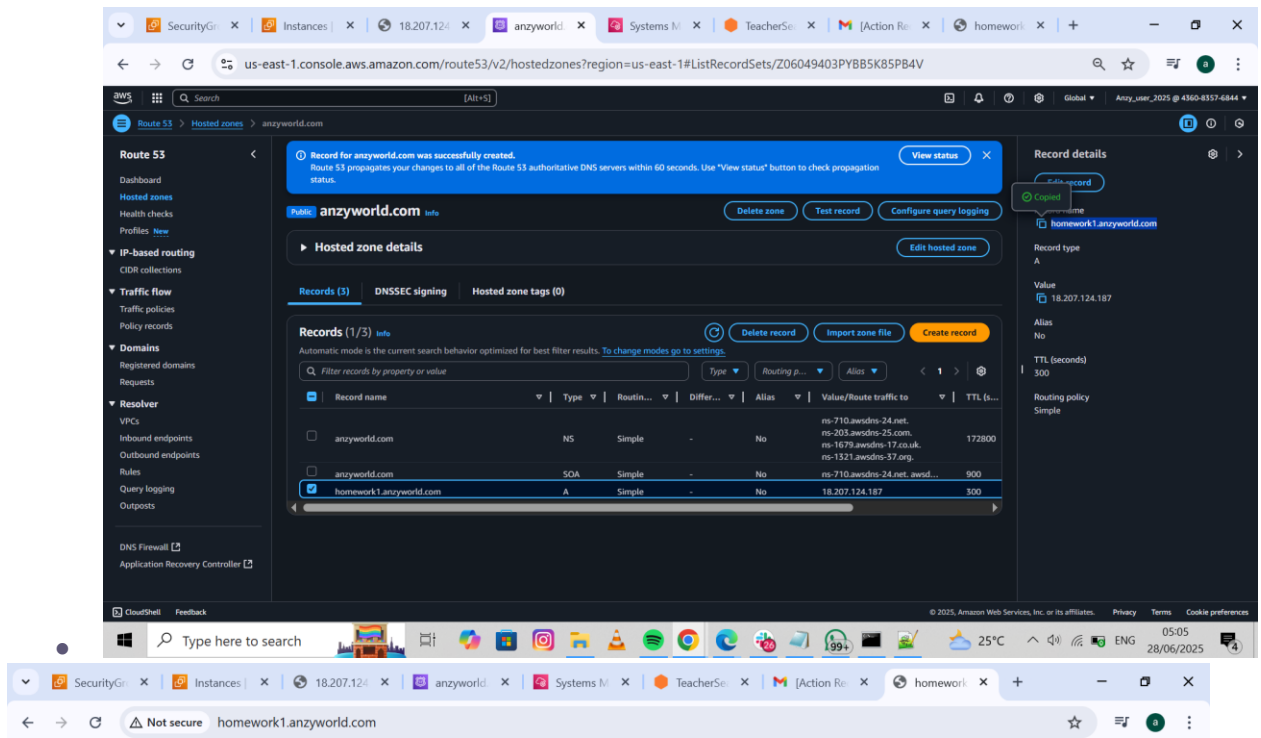 SecurityGr
Instances |
18.207.124
anzyworld.
Systems M
TeacherSec
[Action Re
homework
us-east-1.console.aws.amazon.com/route53/v2/hostedzones?region=us-east-1#ListRecordSets/Z06049403PYBB5K85PB4V
a
aws
Search
[Alt+S]
Global
Anzy_user_2025 @ 4360-8357-6844
Route 53 > Hosted zones > anzyworld.com
Route 53
Dashboard
Hosted zones
Health checks
Profiles New
IP-based routing
CIDR collections
Traffic flow
Traffic policies
Policy records
Domains
Registered domains
Requests
Resolver
VPCs
Inbound endpoints
Outbound endpoints
Rules
Query logging
Outposts
DNS Firewall
Application Recovery Controller
Record for anzyworld.com was successfully created.
Route 53 propagates your changes to all of the Route 53 authoritative DNS servers within 60 seconds. Use "View status" button to check propagation
status.
View status
Public anzyworld.com Info
Delete zone
Test record
Configure query logging
Hosted zone details
Edit hosted zone
Records (3)
DNSSEC signing
Hosted zone tags (0)
Records (1/3) Info
Delete record
Import zone file
Create record
Automatic mode is the current search behavior optimized for best filter results. To change modes go to settings.
Filter records by property or value
Type
Routing p...
Alias
1
Record name
Type
Routin...
Differ...
Alias
Value/Route traffic to
TTL (s...
anzyworld.com
NS
Simple
-
No
ns-710.awsdns-24.net.
ns-203.awsdns-25.com.
ns-1679.awsdns-17.co.uk.
ns-1321.awsdns-37.org.
172800
anzyworld.com
SOA
Simple
-
No
ns-710.awsdns-24.net. awsd...
900
homework1.anzyworld.com
A
Simple
-
No
18.207.124.187
300
Record details
Edit record
Copied
name
homework1.anzyworld.com
Record type
A
Value
18.207.124.187
Alias
No
TTL (seconds)
300
Routing policy
Simple
CloudShell
Feedback
© 2025, Amazon Web Services, Inc. or its affiliates.
Privacy
Terms
Cookie preferences
Type here to search
99+
26
25°C
ENG
05:05
28/06/2025
4
SecurityGr
Instances |
18.207.124
anzyworld.
Systems M
TeacherSec
[Action Re
homework
Not secure
homework1.anzyworld.com
a